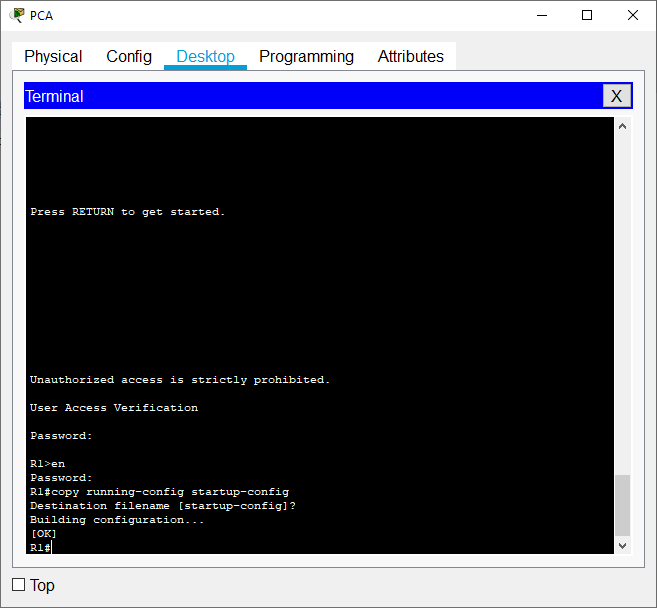 PCA
Physical Config Desktop Programming Attributes
Terminal X
Press RETURN to get started.
Unauthorized access is strictly prohibited.
User Access Verification
Password:
R1>en
Password:
R1#copy running-config startup-config
Destination filename [startup-config]?
Building configuration...
[OK]
R1#
Top